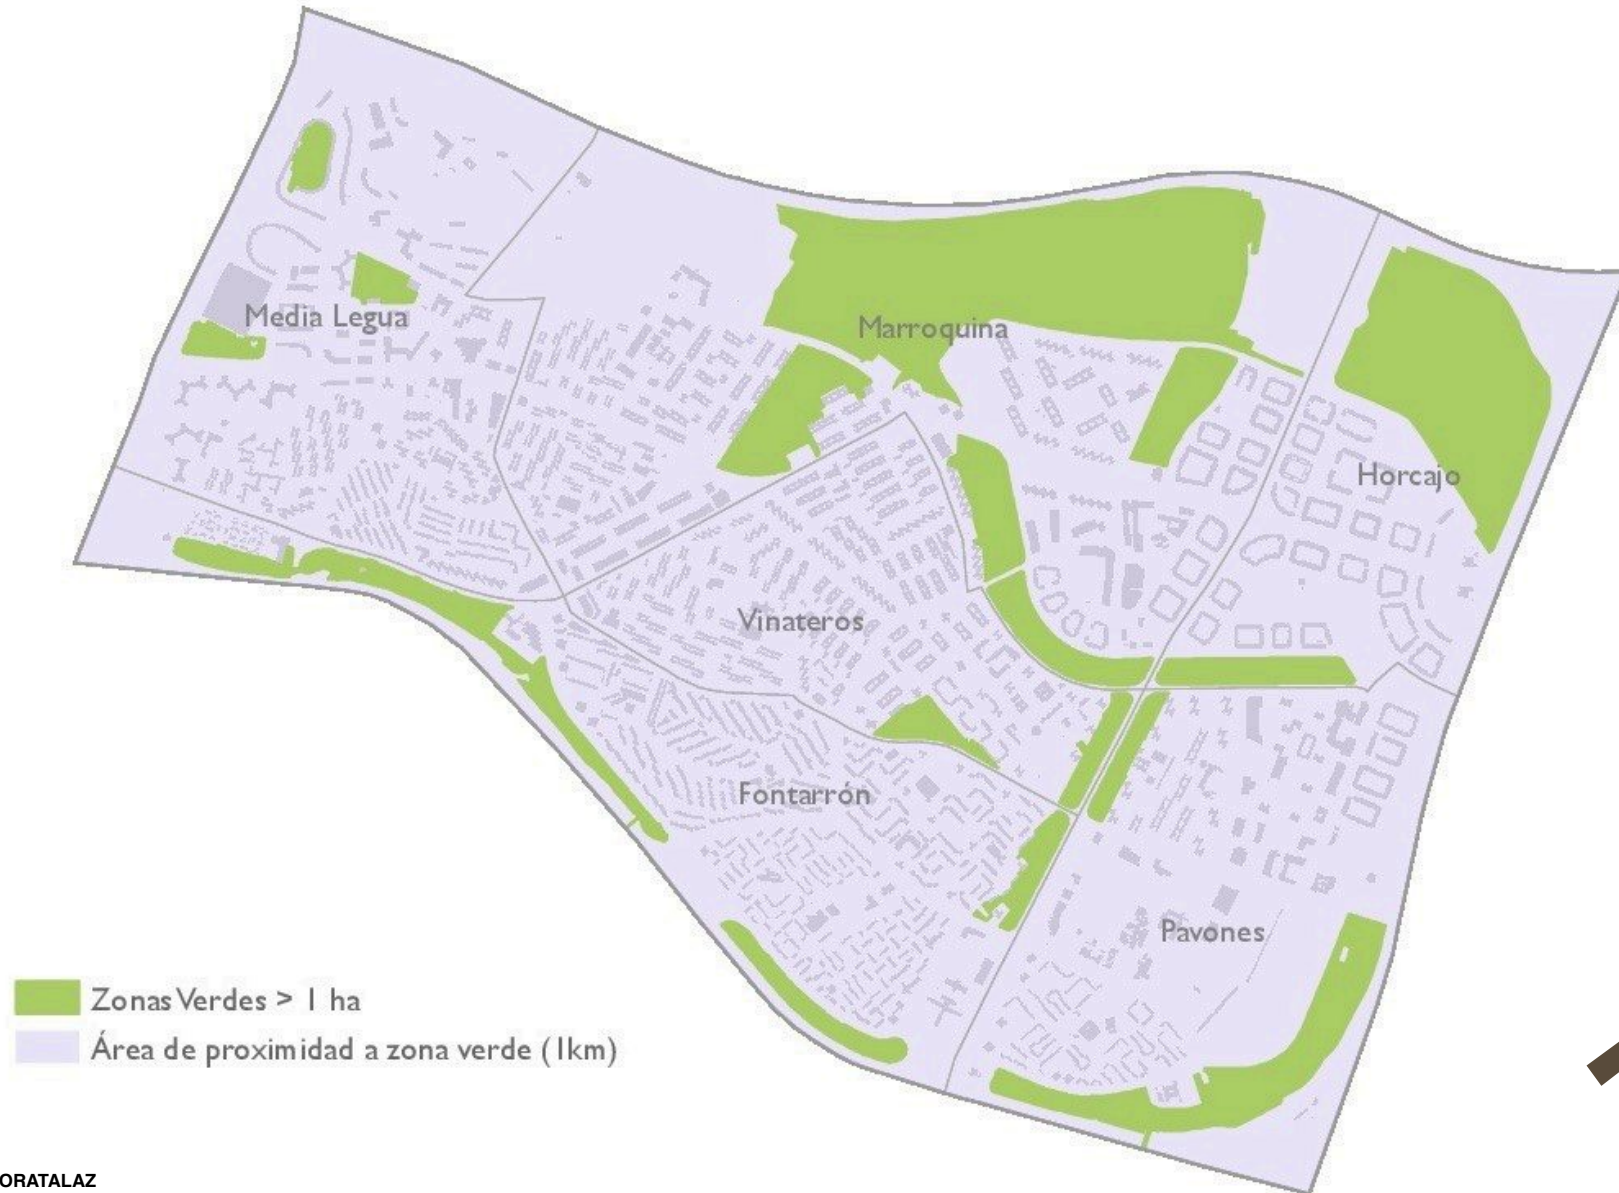 Media Legua
Marroquina
Horcajo
Vinateros
Fontarrón
Pavones
Zonas Verdes > 1 ha
Área de proximidad a zona verde (1km)
ORATALAZ